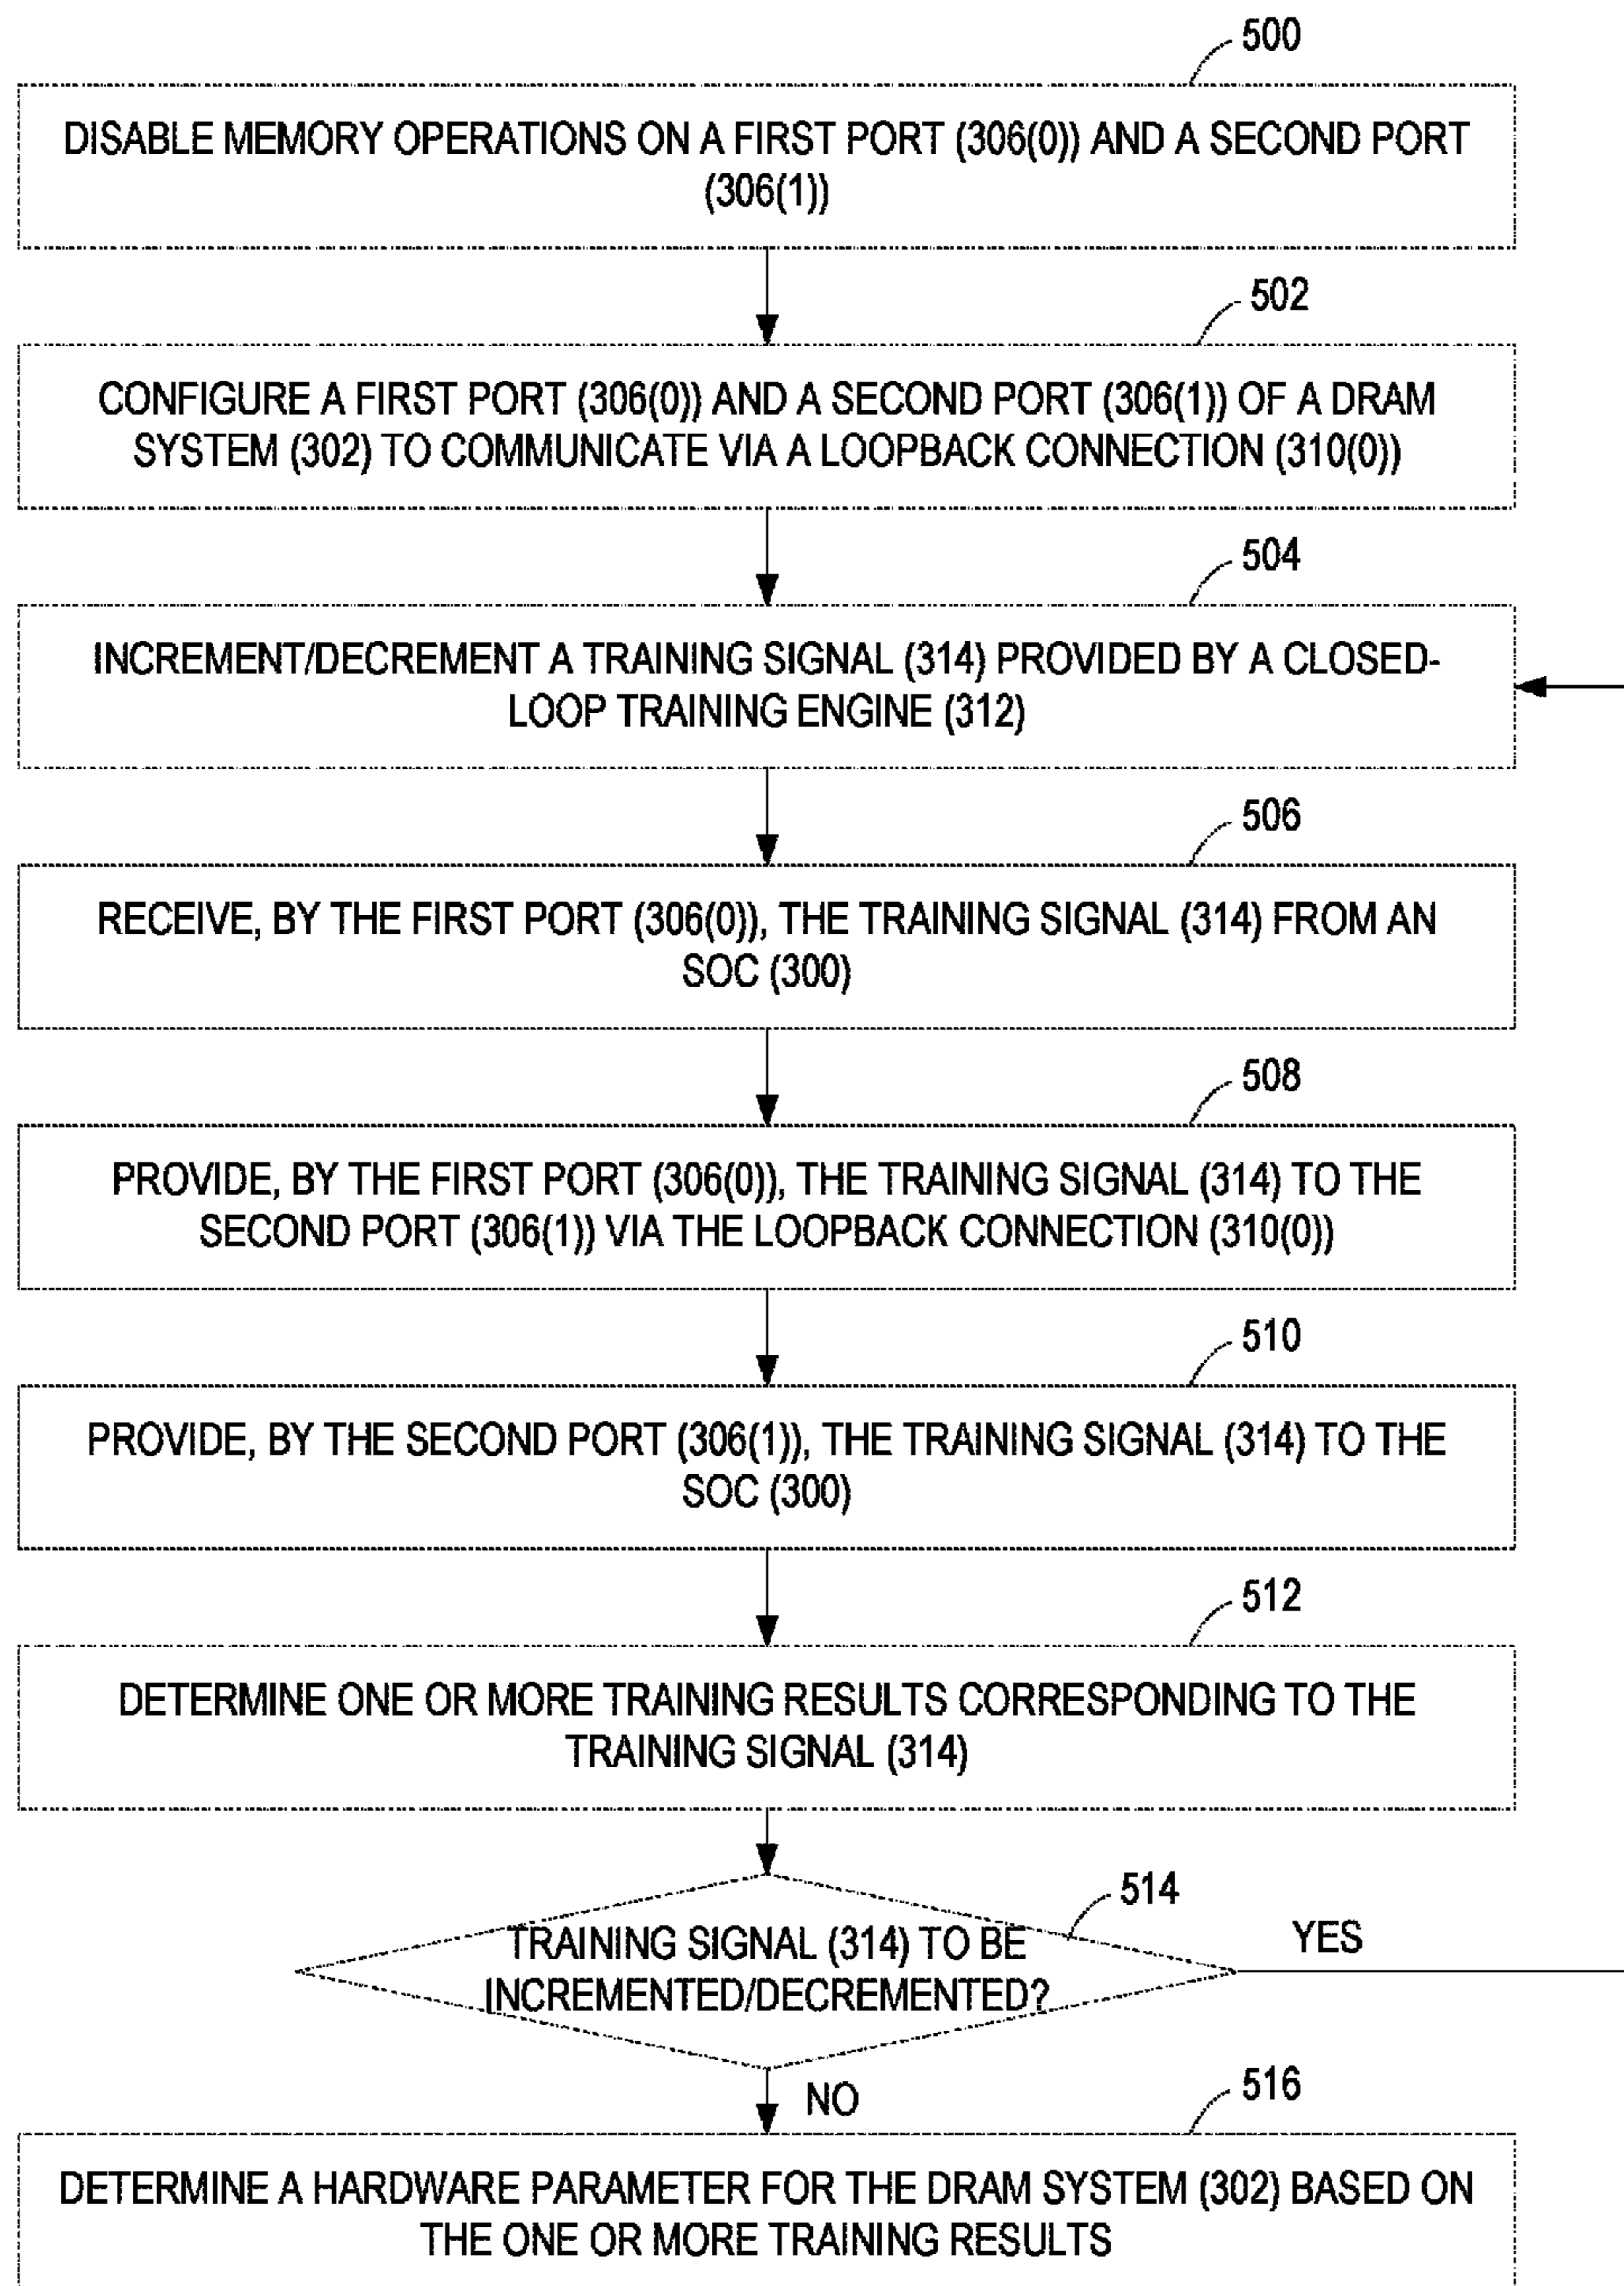 500
DISABLE MEMORY OPERATIONS ON A FIRST PORT (306(0)) AND A SECOND PORT
(306(1))
502
CONFIGURE A FIRST PORT (306(0)) AND A SECOND PORT (306(1)) OF A DRAM
SYSTEM (302) TO COMMUNICATE VIA A LOOPBACK CONNECTION (310(0))
504
INCREMENT/DECREMENT A TRAINING SIGNAL (314) PROVIDED BY A CLOSED-
LOOP TRAINING ENGINE (312)
506
RECEIVE, BY THE FIRST PORT (306(0)), THE TRAINING SIGNAL (314) FROM AN
SOC (300)
508
PROVIDE, BY THE FIRST PORT (306(0)), THE TRAINING SIGNAL (314) TO THE
SECOND PORT (306(1)) VIA THE LOOPBACK CONNECTION (310(0))
510
PROVIDE, BY THE SECOND PORT (306(1)), THE TRAINING SIGNAL (314) TO THE
SOC (300)
512
DETERMINE ONE OR MORE TRAINING RESULTS CORRESPONDING TO THE
TRAINING SIGNAL (314)
514
TRAINING SIGNAL (314) TO BE
INCREMENTED/DECREMENTED?
YES
NO
516
DETERMINE A HARDWARE PARAMETER FOR THE DRAM SYSTEM (302) BASED ON
THE ONE OR MORE TRAINING RESULTS